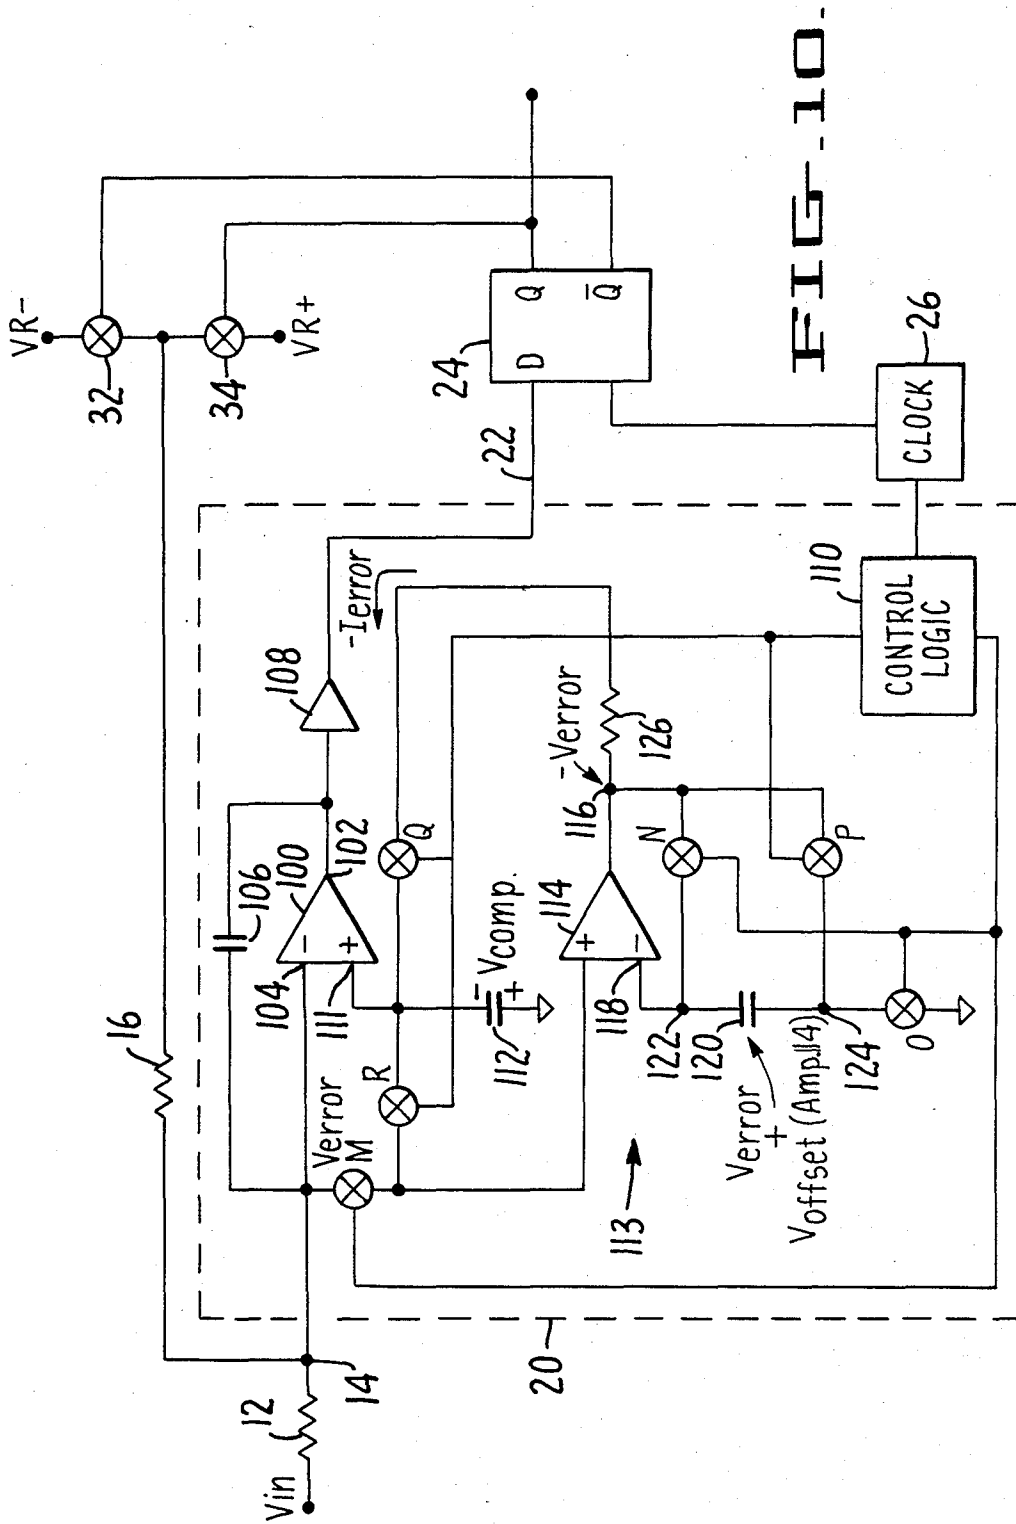 VR-
32
34
VR+
16
24
D
Q
Q̅
22
CLOCK
26
FIG. 10.
Vin
12
14
20
106
100
104
-
+
102
111
108
-Ierror
Verror
M
R
Q
-
Vcomp.
+
112
113
114
+
-
118
116
-Verror
126
N
P
O
122
120
124
Verror
+
Voffset (Amp.114)
110
CONTROL
LOGIC